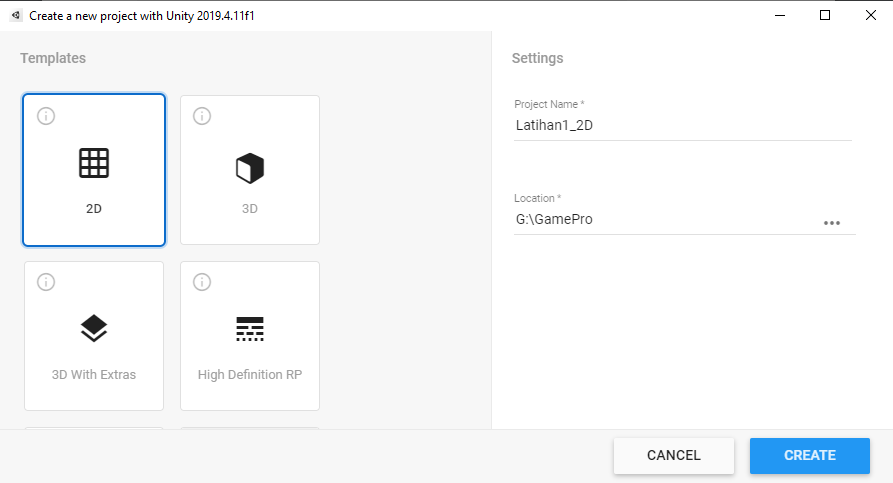 Create a new project with Unity 2019.4.11f1
Templates
2D
3D
3D With Extras
High Definition RP
Settings
Project Name *
Latihan1_2D
Location *
G:\GamePro
CANCEL
CREATE